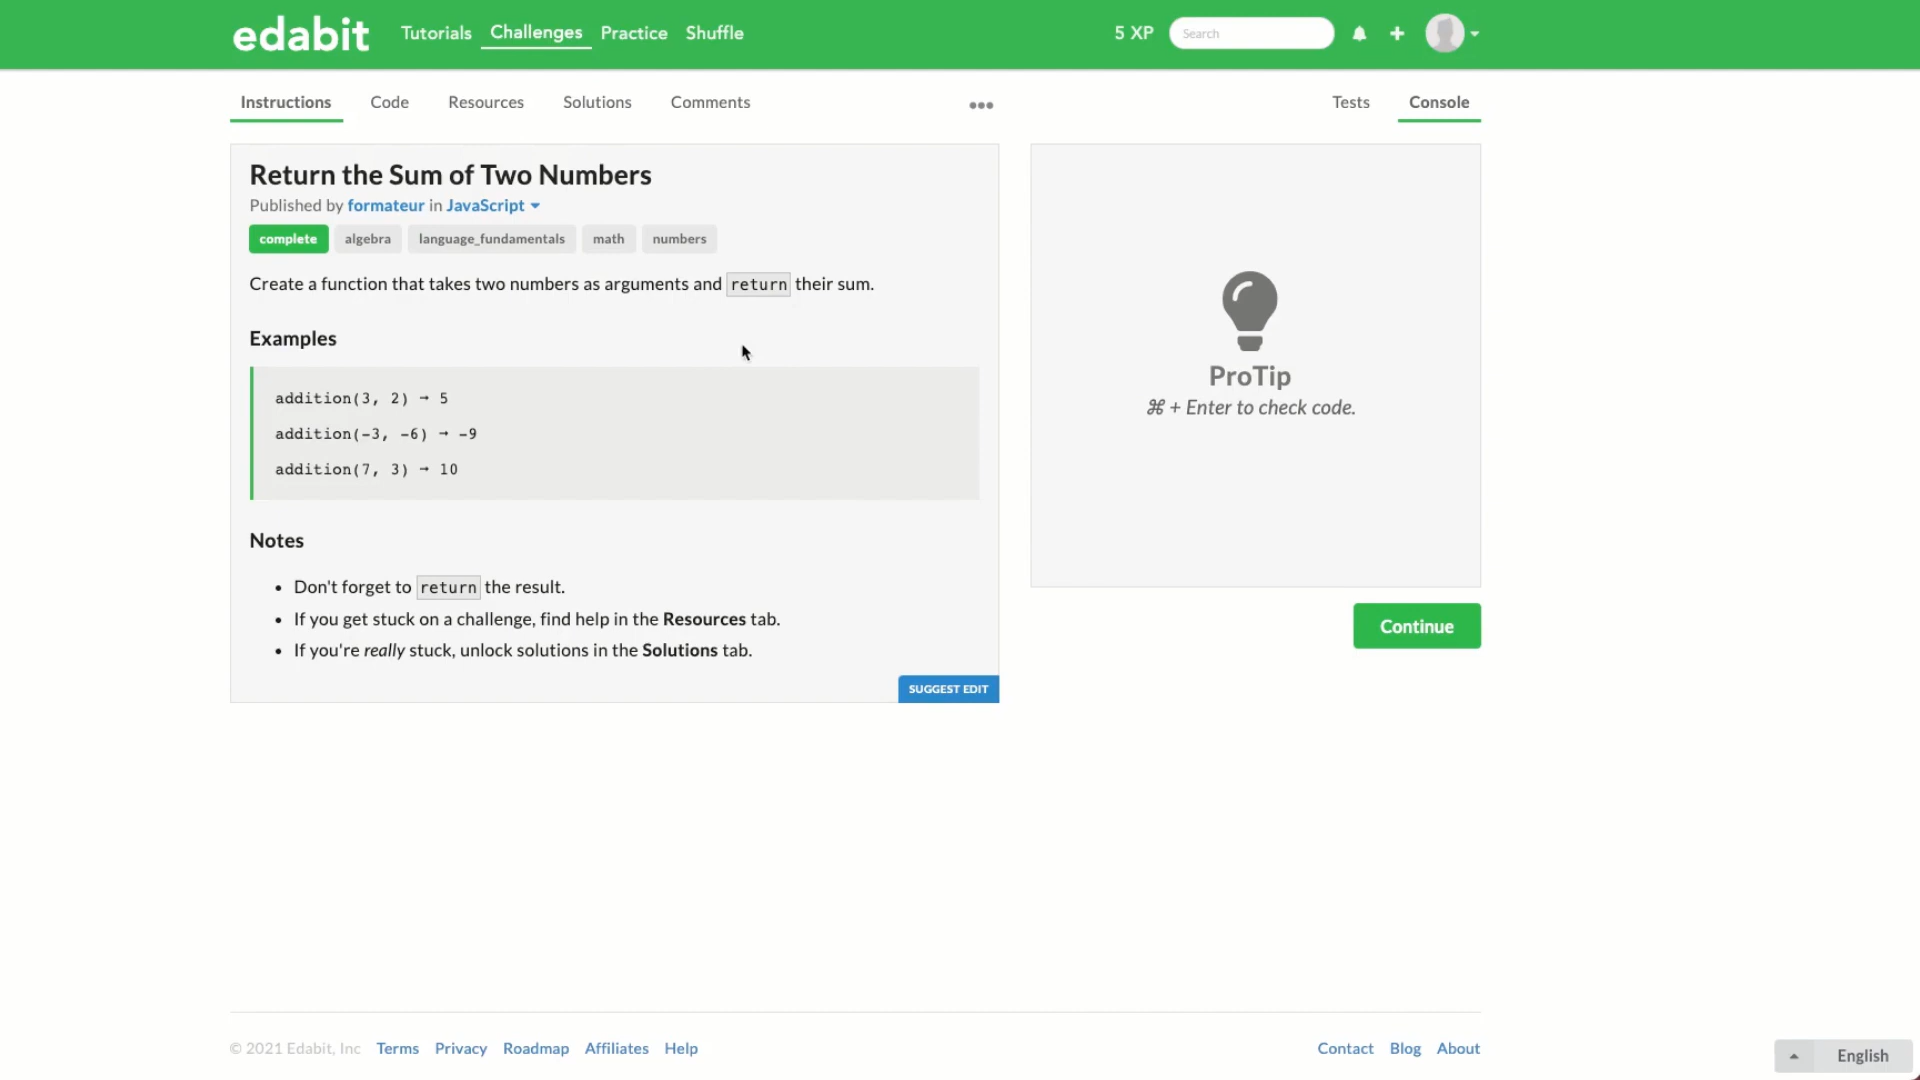 edabit Tutorials Challenges Practice Shuffle 5 XP Search
Instructions Code Resources Solutions Comments Tests Console
Return the Sum of Two Numbers
Published by formateur in JavaScript
complete algebra language_fundamentals math numbers
Create a function that takes two numbers as arguments and return their sum.
Examples
addition(3, 2) → 5
addition(-3, -6) → -9
addition(7, 3) → 10
Notes
• Don't forget to return the result.
• If you get stuck on a challenge, find help in the Resources tab.
• If you're really stuck, unlock solutions in the Solutions tab.
SUGGEST EDIT
ProTip
⌘ + Enter to check code.
Continue
© 2021 Edabit, Inc Terms Privacy Roadmap Affiliates Help Contact Blog About
English